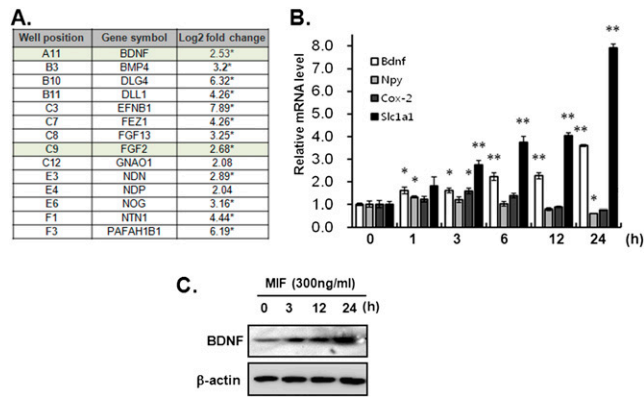 A.
Well position Gene symbol Log2 fold change
A11 BDNF 2.53*
B3 BMP4 3.2*
B10 DLG4 6.32*
B11 DLL1 4.26*
C3 EFNB1 7.89*
C7 FEZ1 4.26*
C8 FGF13 3.25*
C9 FGF2 2.68*
C12 GNAO1 2.08
E3 NDN 2.89*
E4 NDP 2.04
E6 NOG 3.16*
F1 NTN1 4.44*
F3 PAFAH1B1 6.19*
B.
Relative mRNA level
8.0
7.0
6.0
5.0
4.0
3.0
2.0
1.0
0.0
Bdnf
Npy
Cox-2
Slc1a1
* *
* * **
** **
** **
** * **
0 1 3 6 12 24 (h)
C.
MIF (300ng/ml)
0 3 12 24 (h)
BDNF
β-actin